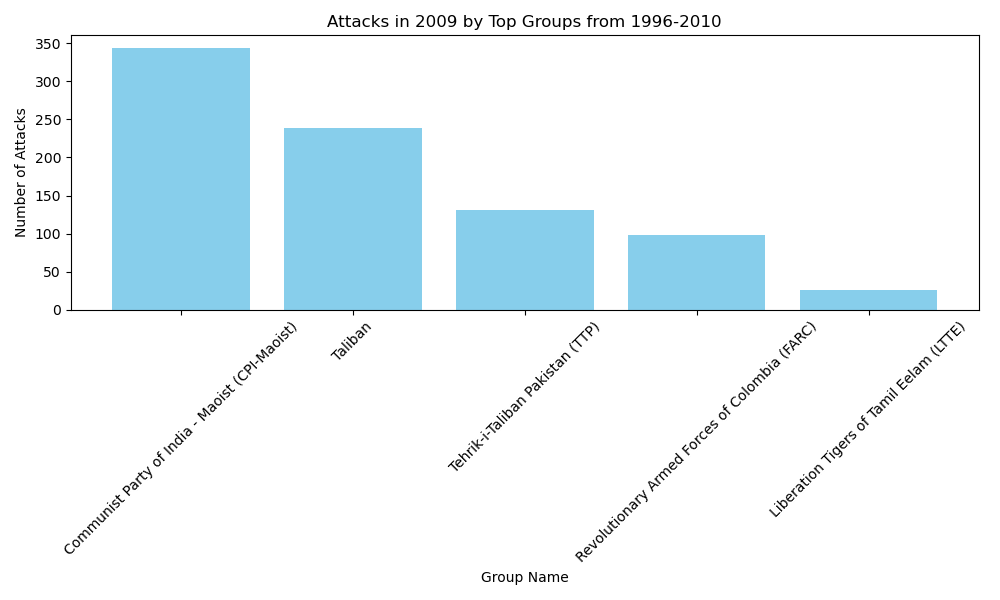 Attacks in 2009 by Top Groups from 1996-2010
Number of Attacks
350
300
250
200
150
100
50
0
Communist Party of India - Maoist (CPI-Maoist)
Taliban
Tehrik-i-Taliban Pakistan (TTP)
Revolutionary Armed Forces of Colombia (FARC)
Liberation Tigers of Tamil Eelam (LTTE)
Group Name